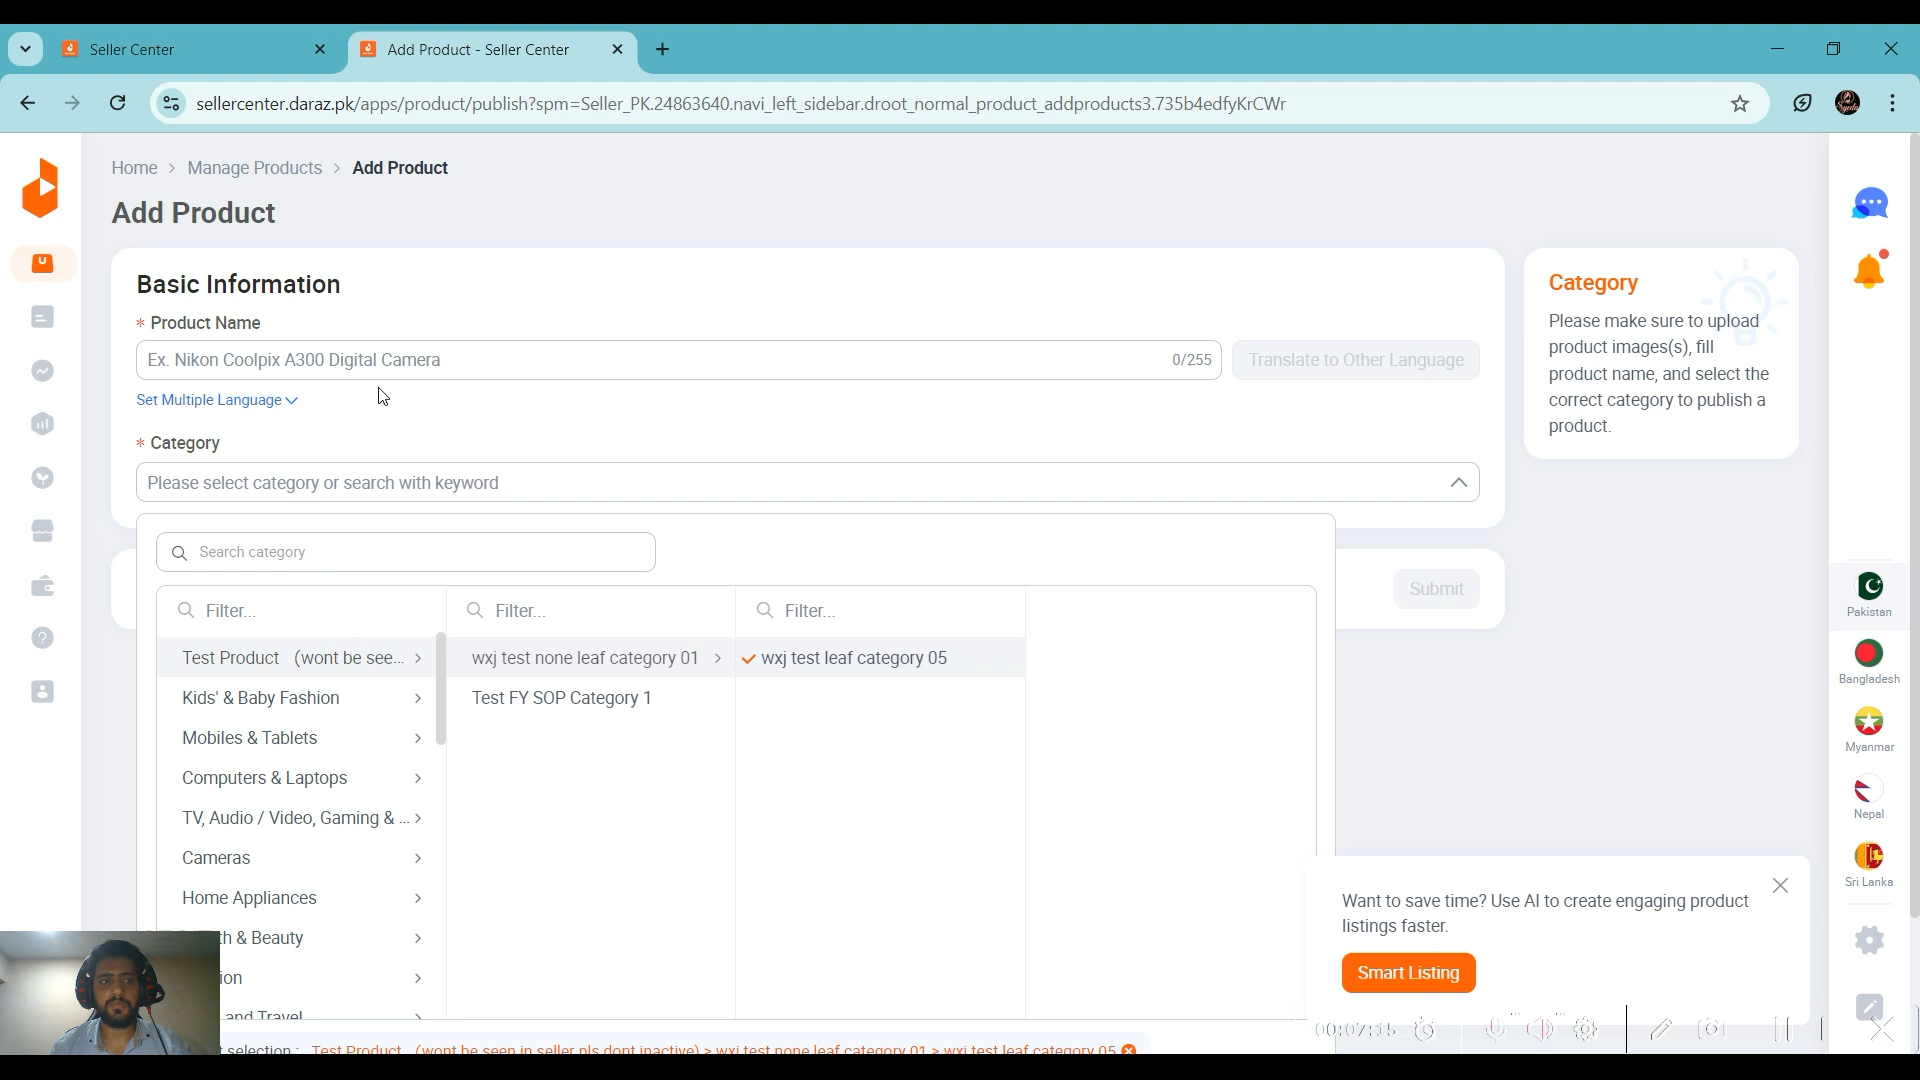 Seller Center
Add Product - Seller Center
sellercenter.daraz.pk/apps/product/publish?spm=Seller_PK.24863640.navi_left_sidebar.droot_normal_product_addproducts3.735b4edfyKrCWr
Home > Manage Products > Add Product
Add Product
Basic Information
* Product Name
Ex. Nikon Coolpix A300 Digital Camera
0/255
Translate to Other Language
Set Multiple Language
* Category
Please select category or search with keyword
Search category
Filter...
Filter...
Filter...
Test Product (wont be see...
Kids' & Baby Fashion
Mobiles & Tablets
Computers & Laptops
TV, Audio / Video, Gaming & ...
Cameras
Home Appliances
th & Beauty
ion
and Travel
wxj test none leaf category 01
Test FY SOP Category 1
wxj test leaf category 05
t selection : Test Product (wont be seen in seller pls dont inactive) > wxj test none leaf category 01 > wxj test leaf category 05
Submit
Category
Please make sure to upload
product images(s), fill
product name, and select the
correct category to publish a
product.
Want to save time? Use AI to create engaging product
listings faster.
Smart Listing
00:07:15
Pakistan
Bangladesh
Myanmar
Nepal
Sri Lanka